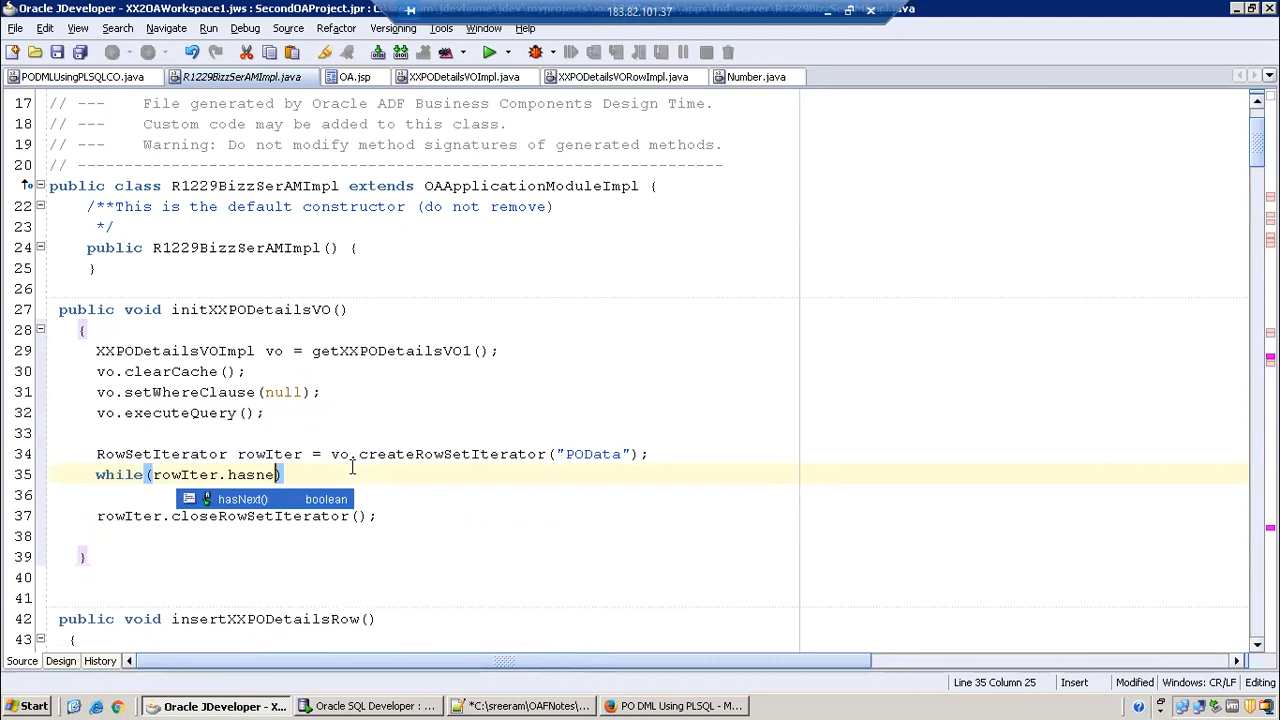 Oracle JDeveloper - XX2OAWorkspace1.jws : SecondOAProject.jpr :
183.82.101.37
File Edit View Search Navigate Run Debug Source Refactor Versioning Tools Window Help
PODMLUsingPLSQLCO.java R1229BizzSerAMImpl.java OA.jsp XXPODetailsVOImpl.java XXPODetailsVORowImpl.java Number.java
17 // --- File generated by Oracle ADF Business Components Design Time.
18 // --- Custom code may be added to this class.
19 // --- Warning: Do not modify method signatures of generated methods.
20 // ---------------------------------------------------------------------
public class R1229BizzSerAMImpl extends OAApplicationModuleImpl {
22 /**This is the default constructor (do not remove)
23 */
24 public R1229BizzSerAMImpl() {
25 }
26
27 public void initXXPODetailsVO()
28 {
29 XXPODetailsVOImpl vo = getXXPODetailsVO1();
30 vo.clearCache();
31 vo.setWhereClause(null);
32 vo.executeQuery();
33
34 RowSetIterator rowIter = vo.createRowSetIterator("POData");
35 while(rowIter.hasne)
36 hasNext() boolean
37 rowIter.closeRowSetIterator();
38
39 }
40
41
42 public void insertXXPODetailsRow()
43 {
Source Design History
Line 35 Column 25 Insert Modified Windows: CR/LF Editing
Start Oracle JDeveloper - X... Oracle SQL Developer : ... *C:\sreeram\OAFNotes\... PO DML Using PLSQL - M...